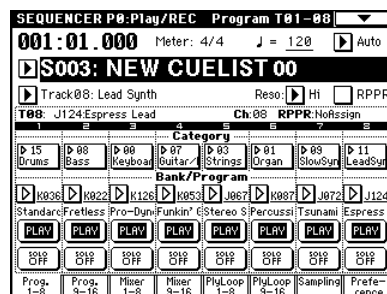 SEQUENCER P0:Play/REC Program T01-08
001:01.000 Meter: 4/4 ♩= 120 Auto
S003: NEW CUELIST 00
Track08: Lead Synth Reso: Hi RPPR
T08: J124:Espress Lead Ch:08 RPPR:NoAssign
1 2 3 4 5 6 7 8
Category
15 08 00 07 03 01 09 11
Drums Bass Keyboar Guitar/ Strings Organ SlowSyn LeadSyn
Bank/Program
K036 K022 K126 K053 J067 K087 J072 J124
Standard Fretless Pro-Dyn Funkin' Stereo S Percussi Tsunami Espress
PLAY PLAY PLAY PLAY PLAY PLAY PLAY PLAY
SOLO SOLO SOLO SOLO SOLO SOLO SOLO SOLO
OFF OFF OFF OFF OFF OFF OFF OFF
Prog. Prog. Mixer Mixer PlyLoop PlyLoop Sampling Prefe-
1-8 9-16 1-8 9-16 1-8 9-16 rence